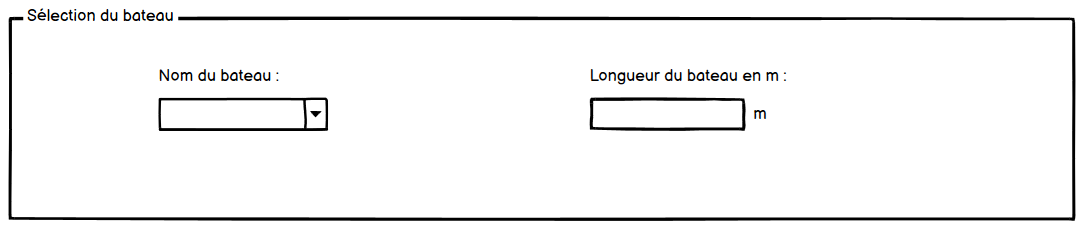 Sélection du bateau
Nom du bateau :
Longueur du bateau en m :
m